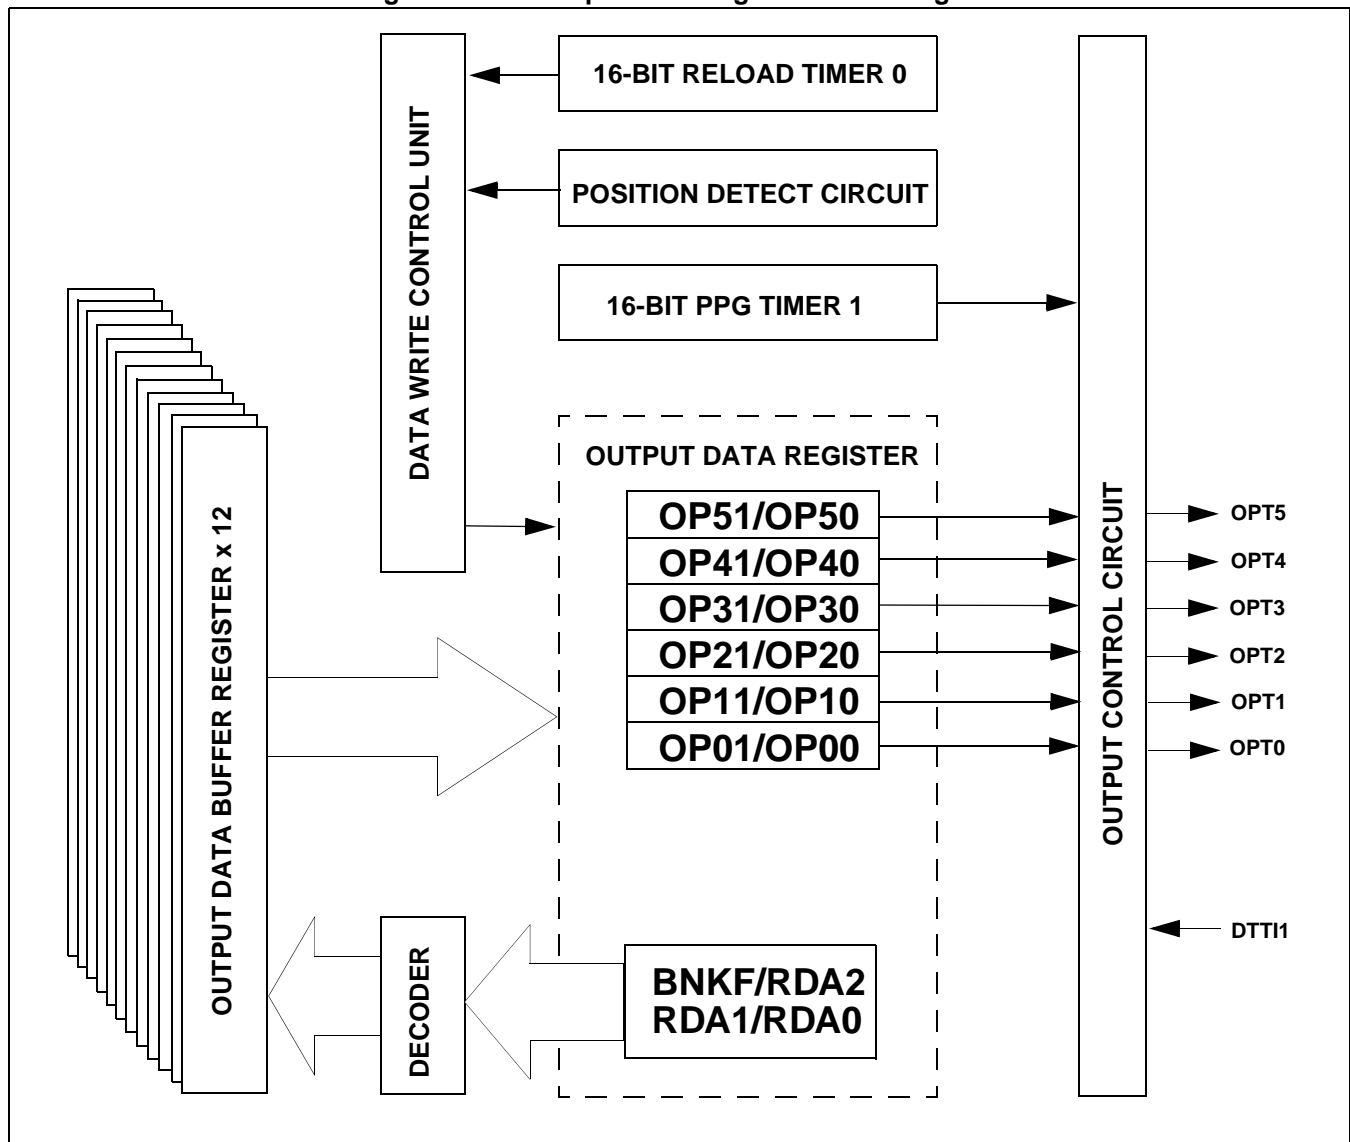 16-BIT RELOAD TIMER 0
POSITION DETECT CIRCUIT
16-BIT PPG TIMER 1
DATA WRITE CONTROL UNIT
OUTPUT DATA REGISTER
OP51/OP50
OP41/OP40
OP31/OP30
OP21/OP20
OP11/OP10
OP01/OP00
OUTPUT DATA BUFFER REGISTER x 12
DECODER
BNKF/RDA2
RDA1/RDA0
OUTPUT CONTROL CIRCUIT
OPT5
OPT4
OPT3
OPT2
OPT1
OPT0
DTTI1